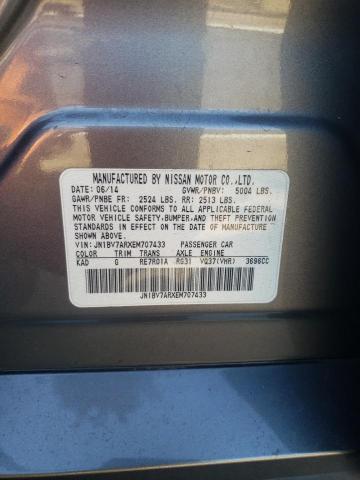 MANUFACTURED BY NISSAN MOTOR CO.,LTD.
DATE: 06/14 GVWR/PNBV: 5004 LBS.
GAWR/PNBE FR: 2524 LBS. RR: 2513 LBS.
THIS VEHICLE CONFORMS TO ALL APPLICABLE FEDERAL
MOTOR VEHICLE SAFETY,BUMPER,AND THEFT PREVENTION
STANDARDS IN EFFECT ON THE DATE OF MANUFACTURE
SHOWN ABOVE.
VIN: JN1BV7ARXEM707433 PASSENGER CAR
COLOR TRIM TRANS AXLE ENGINE
KAD G RE7R01A RG31 VQ37(VHR) 3696CC
JN1BV7ARXEM707433